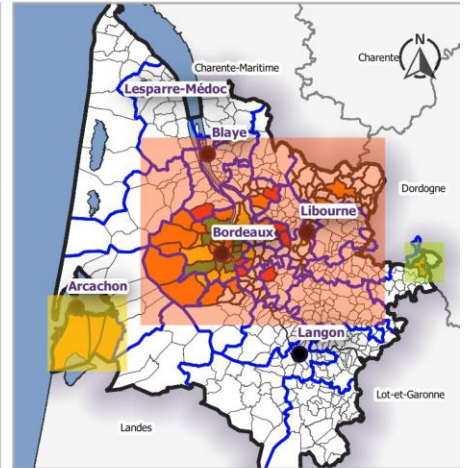 N
Charente-Maritime
Charente
Lesparre-Médoc
Blaye
Dordogne
Libourne
Bordeaux
Arcachon
Langon
Lot-et-Garonne
Landes